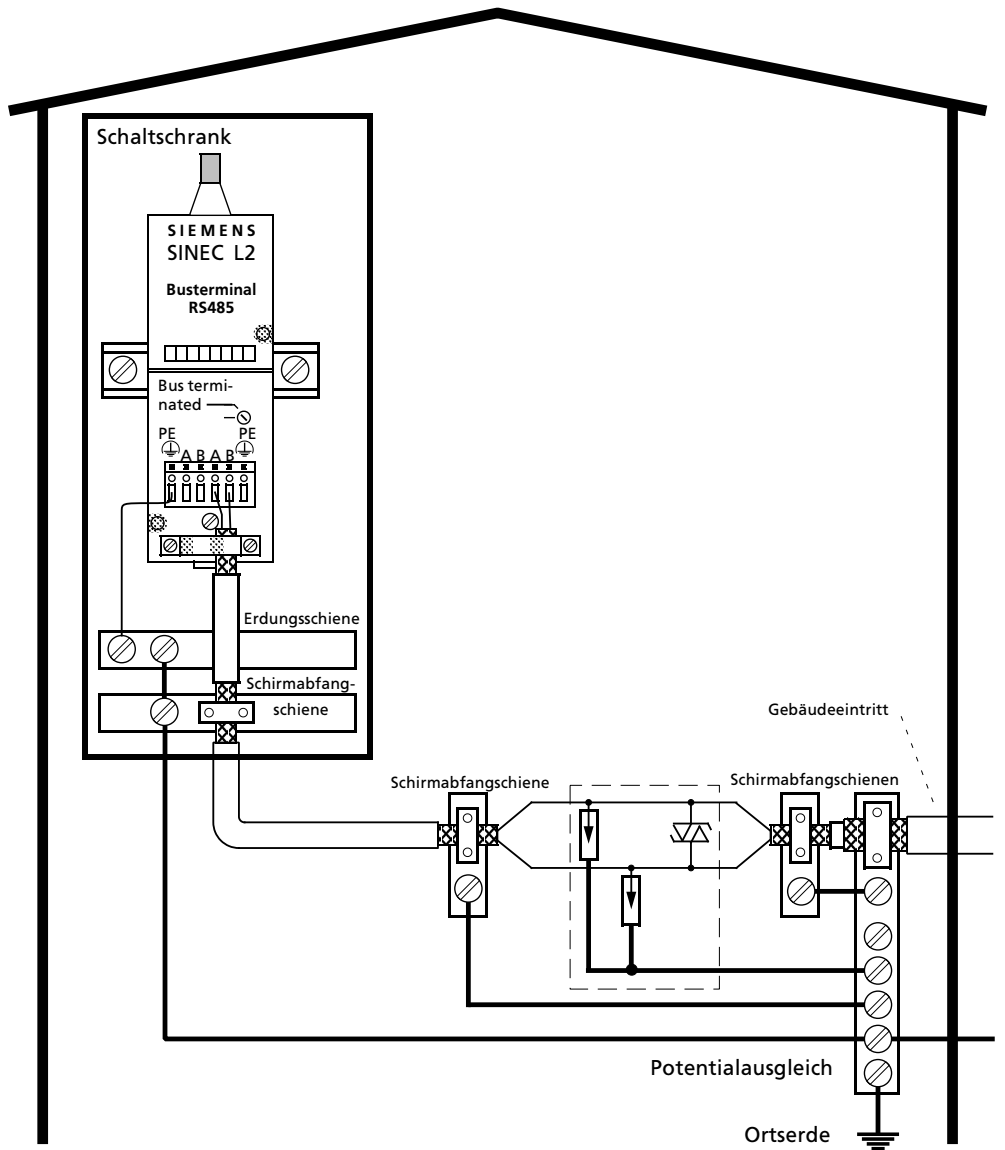 Schaltschrank
SIEMENS
SINEC L2
Busterminal
RS485
Bus termi-
nated
PE
PE
A B A B
Erdungsschiene
Schirmabfang-
schiene
Gebäudeeintritt
Schirmabfangschiene
Schirmabfangschienen
Potentialausgleich
Ortserde